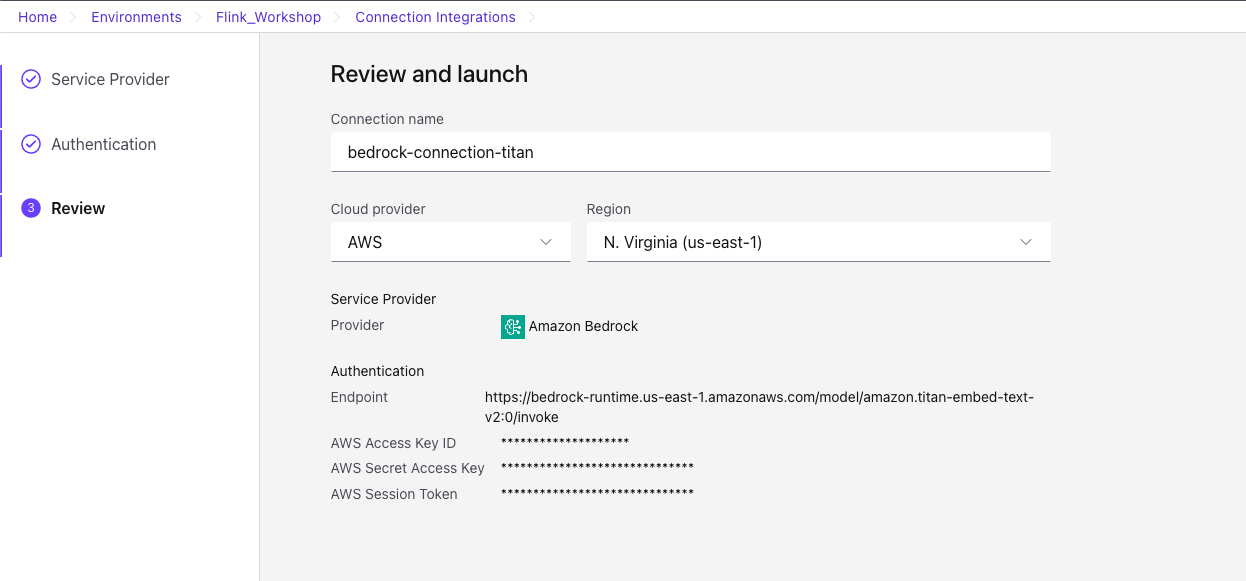 Home
Environments
Flink_Workshop
Connection Integrations
Service Provider
Authentication
3
Review
Review and launch
Connection name
bedrock-connection-titan
Cloud provider
Region
AWS
N. Virginia (us-east-1)
Service Provider
Provider
Amazon Bedrock
Authentication
Endpoint
https://bedrock-runtime.us-east-1.amazonaws.com/model/amazon.titan-embed-text-
v2:0/invoke
AWS Access Key ID
********************
AWS Secret Access Key
******************************
AWS Session Token
******************************